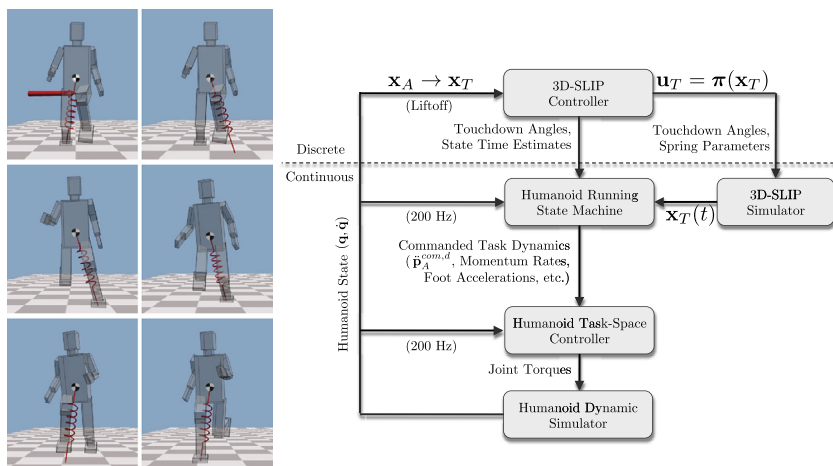 𝐱_A → 𝐱_T
(Liftoff)
3D-SLIP
Controller
𝐮_T = 𝝅(𝐱_T)
Touchdown Angles,
State Time Estimates
Touchdown Angles,
Spring Parameters
Discrete
Continuous
Humanoid State (𝐪, 𝐪̇)
(200 Hz)
Humanoid Running
State Machine
𝐱_T(t)
3D-SLIP
Simulator
Commanded Task Dynamics
(𝐩̈_A^{com,d}, Momentum Rates,
Foot Accelerations, etc.)
(200 Hz)
Humanoid Task-Space
Controller
Joint Torques
Humanoid Dynamic
Simulator